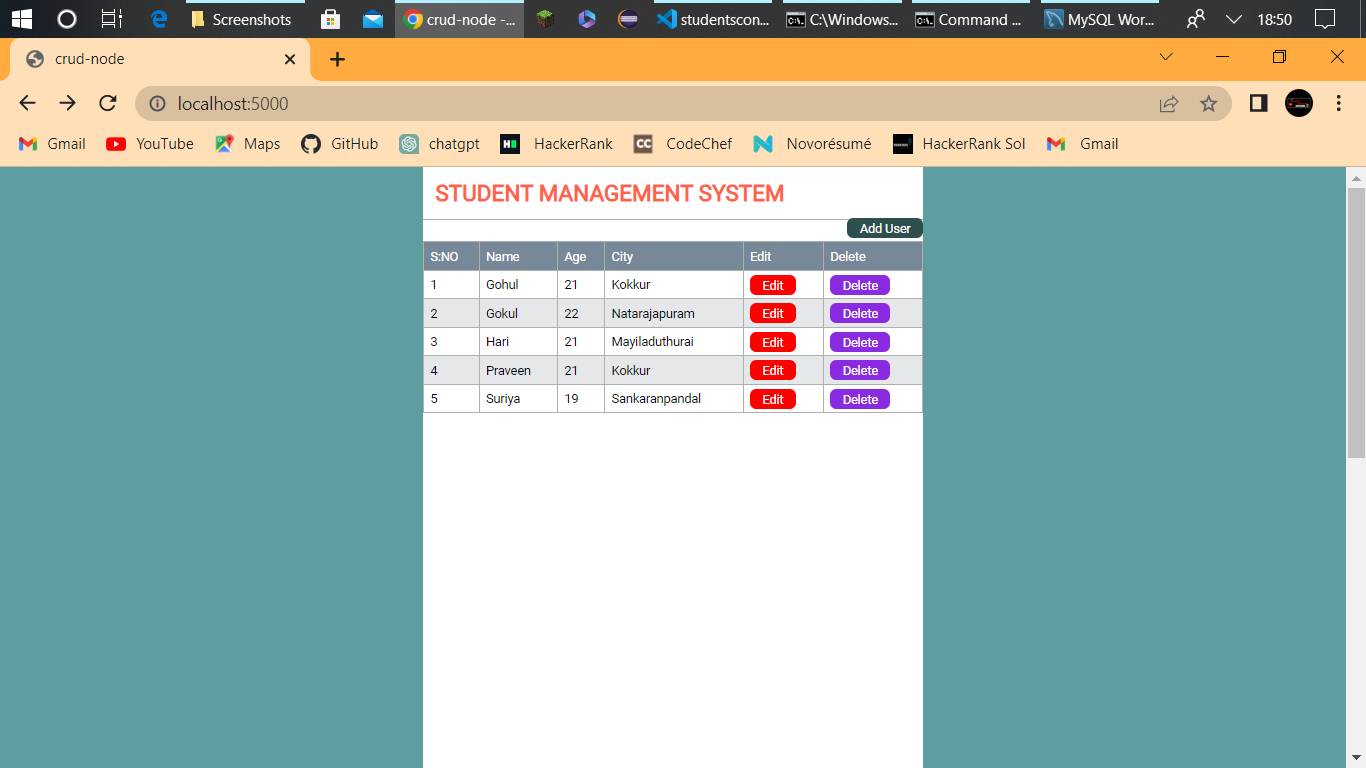 Screenshots crud-node -... studentscon... C:\Windows... Command ... MySQL Wor... 18:50
crud-node
localhost:5000
Gmail YouTube Maps GitHub chatgpt HackerRank CC CodeChef Novorésumé HackerRank Sol Gmail
STUDENT MANAGEMENT SYSTEM
Add User
S:NO Name Age City Edit Delete
1 Gohul 21 Kokkur Edit Delete
2 Gokul 22 Natarajapuram Edit Delete
3 Hari 21 Mayiladuthurai Edit Delete
4 Praveen 21 Kokkur Edit Delete
5 Suriya 19 Sankaranpandal Edit Delete